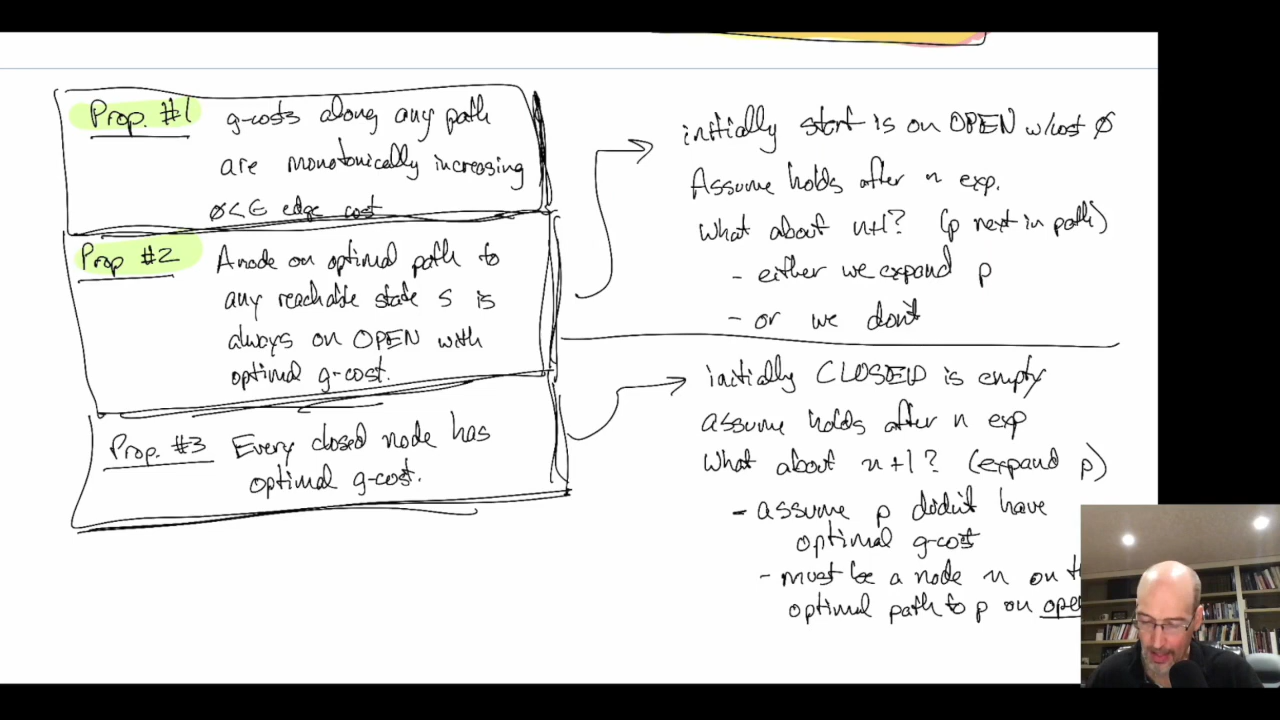 Prop. #1 g-costs along any path
are monotonically increasing
0<ϵ edge cost
Prop #2 A node on optimal path to
any reachable state s is
always on OPEN with
optimal g-cost.
Prop. #3 Every closed node has
optimal g-cost.
initially start is on OPEN w/cost 0
Assume holds after n exp.
What about n+1? (p next in path)
- either we expand p
- or we don't
initially CLOSED is empty
assume holds after n exp
What about n+1? (expand p)
- assume p didn't have
optimal g-cost
- must be a node n on
optimal path to p on